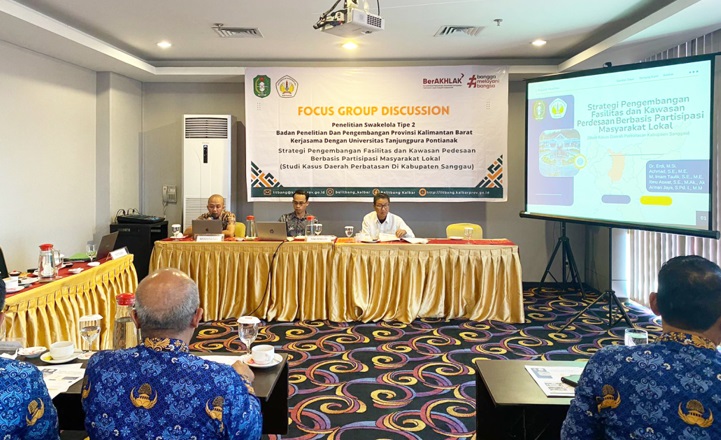 BerAKHLAK
#bangga
melayani
bangsa
FOCUS GROUP DISCUSSION
Penelitian Swakelola Tipe 2
Badan Penelitian Dan Pengembangan Provinsi Kalimantan Barat
Kerjasama Dengan Universitas Tanjungpura Pontianak
Strategi Pengembangan Fasilitas dan Kawasan Pedesaan
Berbasis Partisipasi Masyarakat Lokal
(Studi Kasus Daerah Perbatasan Di Kabupaten Sanggau)
Strategi Pengembangan
Fasilitas dan Kawasan
Perdesaan Berbasis Partisipasi
Masyarakat Lokal